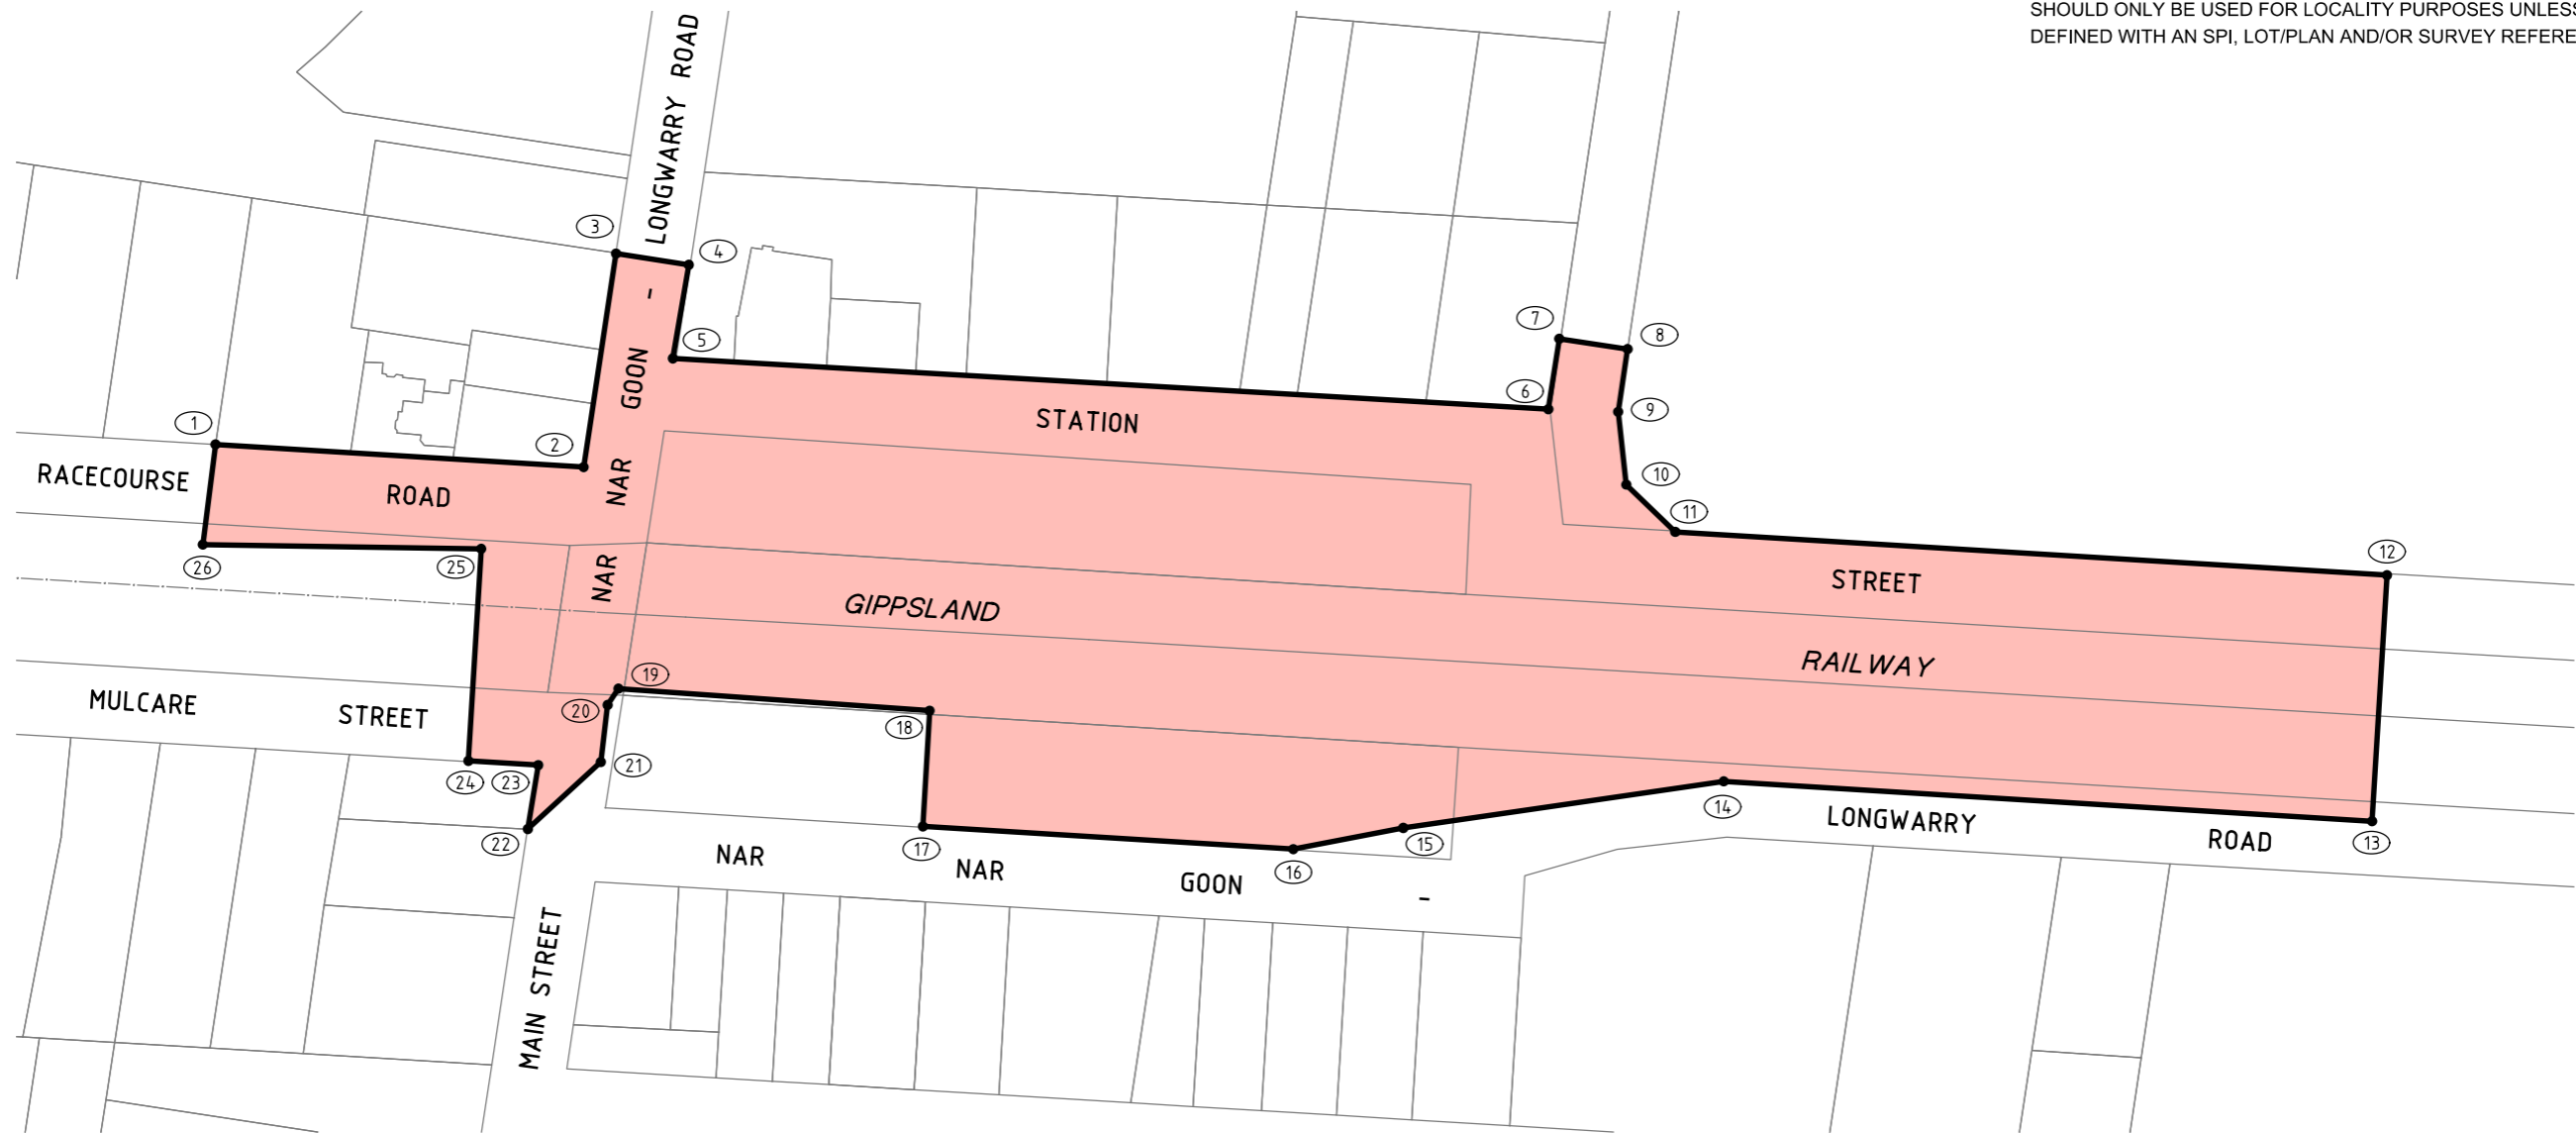 SHOULD ONLY BE USED FOR LOCALITY PURPOSES UNLES
DEFINED WITH AN SPI, LOT/PLAN AND/OR SURVEY REFERE
LONGWARRY ROAD
3
4
-
5
7
8
GOON
6
9
1
2
STATION
RACECOURSE
ROAD
NAR
10
11
26
25
12
NAR
GIPPSLAND
STREET
RAILWAY
19
MULCARE
STREET
20
18
24
23
21
14
LONGWARRY
ROAD
13
22
17
15
16
NAR
NAR
GOON
-
MAIN STREET